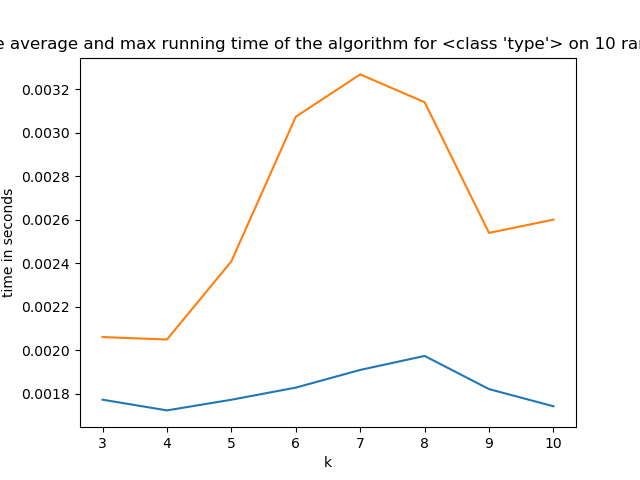 e average and max running time of the algorithm for <class 'type'> on 10 ra
0.0032
0.0030
0.0028
0.0026
0.0024
0.0022
0.0020
0.0018
time in seconds
3 4 5 6 7 8 9 10
k